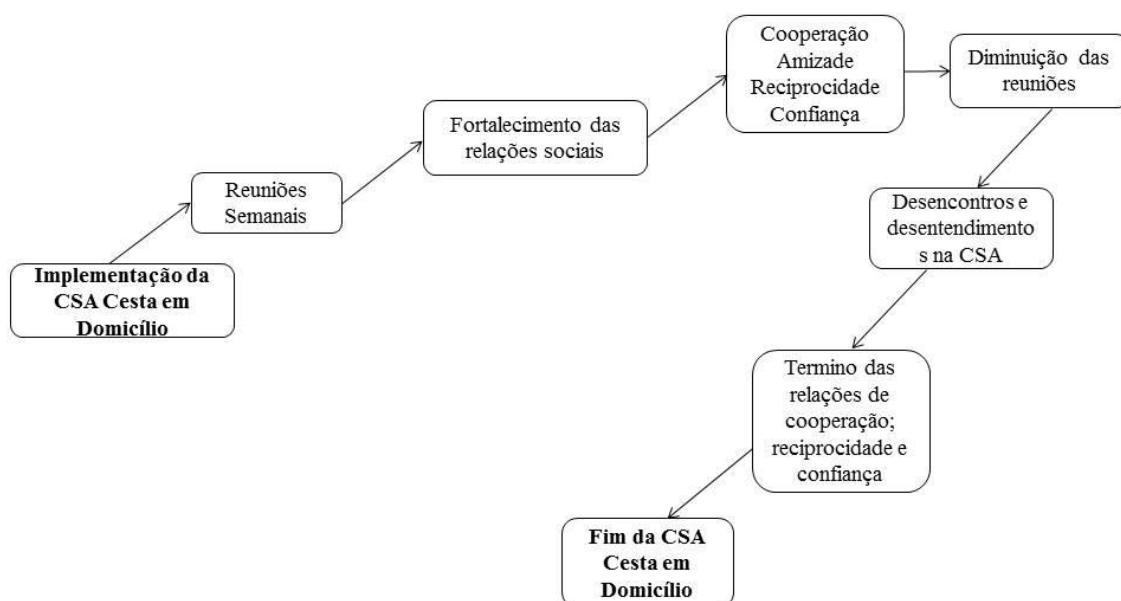 Implementação da
CSA Cesta em
Domicílio
Reuniões
Semanais
Fortalecimento das
relações sociais
Cooperação
Amizade
Reciprocidade
Confiança
Diminuição das
reuniões
Desencontros e
desentendimento
s na CSA
Termino das
relações de
cooperação;
reciprocidade e
confiança
Fim da CSA
Cesta em
Domicílio